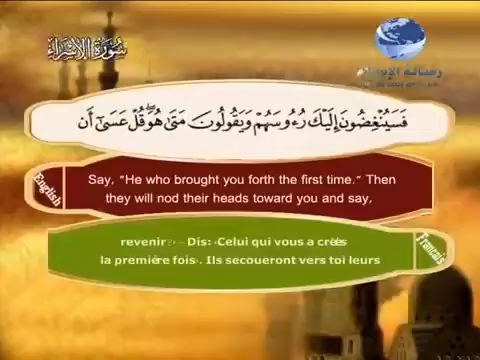 سورة الإسراء
رسالة الإسلام
فَسَيُنْغِضُونَ إِلَيْكَ رُءُوسَهُمْ وَيَقُولُونَ مَتَىٰ هُوَ ۖ قُلْ عَسَىٰ أَن
English
Say, "He who brought you forth the first time." Then
they will nod their heads toward you and say,
revenir?» - Dis: «Celui qui vous a créés
la première fois». Ils secoueront vers toi leurs
Francais